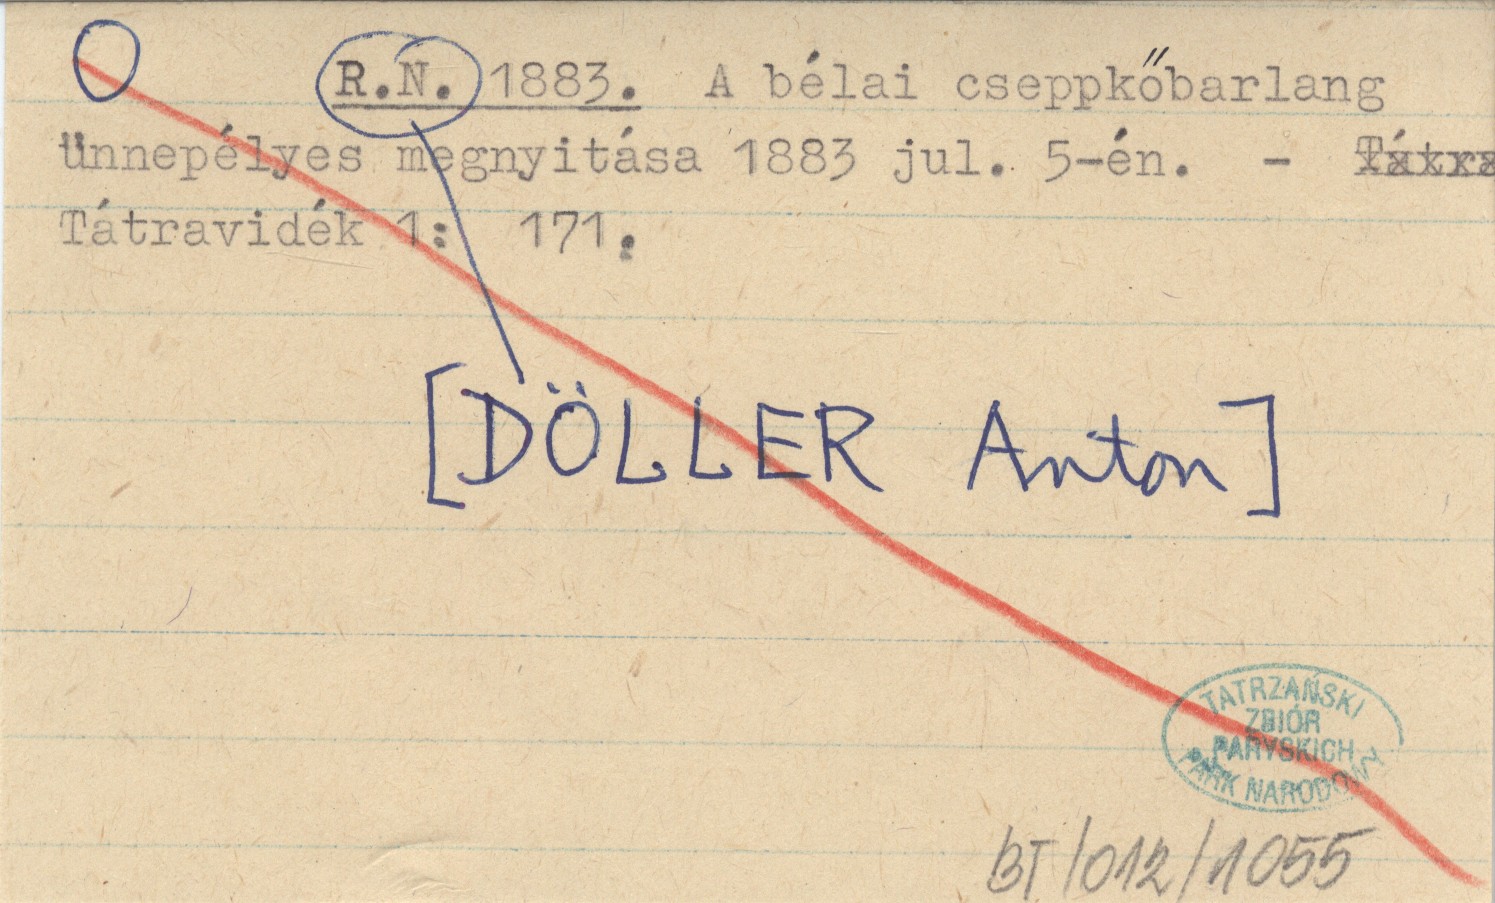 R.N. 1883. A bélai cseppkőbarlang
ünnepélyes megnyitása 1883 jul. 5-én. - Tátra
Tátravidék 1: 171.
[DÖLLER Anton]
TATRZAŃSKI
ZBIÓR
PARYSKICH
PARK NARODOWY
BT/012/1055